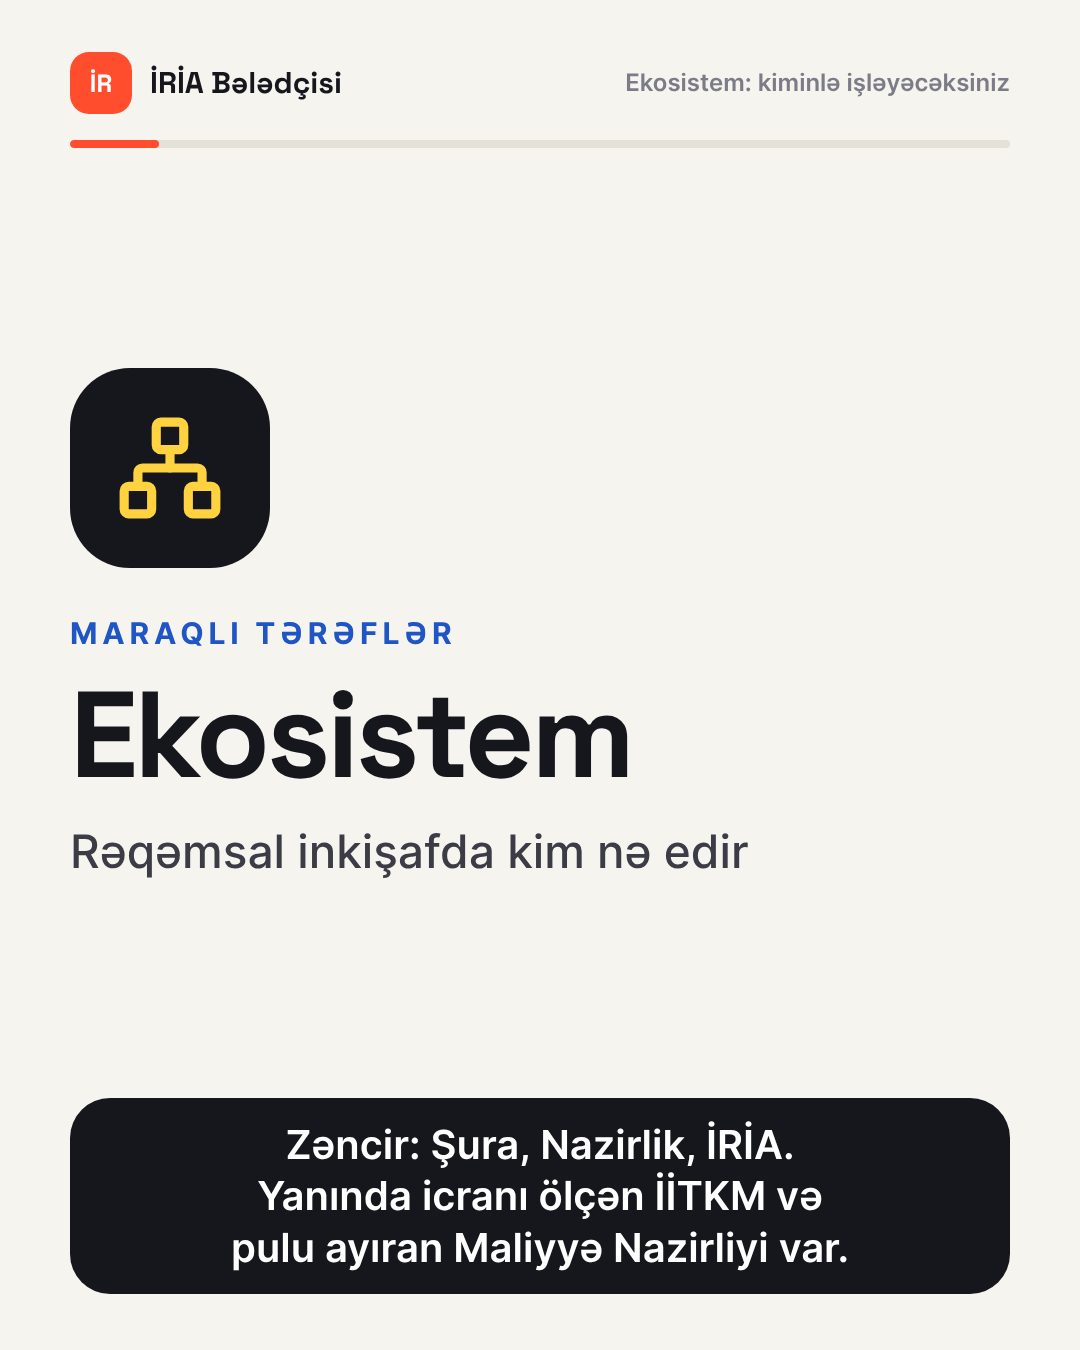 İR
İRİA Bələdçisi
Ekosistem: kiminlə işləyəcəksiniz
MARAQLI TƏRƏFLƏR
Ekosistem
Rəqəmsal inkişafda kim nə edir
Zəncir: Şura, Nazirlik, İRİA.
Yanında icranı ölçən İİTKM və
pulu ayıran Maliyyə Nazirliyi var.